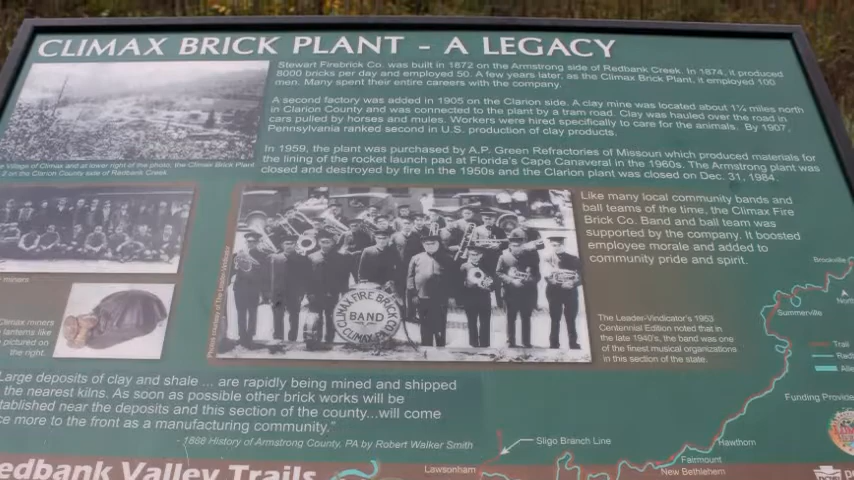 CLIMAX BRICK PLANT - A LEGACY
Stewart Firebrick Co. was built in 1872 on the Armstrong side of Redbank Creek. In 1874, it produced
8000 bricks per day and employed 50. A few years later, as the Climax Brick Plant, it employed 100
men. Many spent their entire careers with the company.
A second factory was added in 1905 on the Clarion side. A clay mine was located about 1¼ miles north
in Clarion County and was connected to the plant by a tram road. Clay was hauled over the road in
cars pulled by horses and mules. Workers were hired specifically to care for the animals. By 1907,
Pennsylvania ranked second in U.S. production of clay products.
In 1959, the plant was purchased by A.P. Green Refractories of Missouri which produced materials for
the lining of the rocket launch pad at Florida's Cape Canaveral in the 1960s. The Armstrong plant was
closed and destroyed by fire in the 1950s and the Clarion plant was closed on Dec. 31, 1984.
Village of Climax and at lower right of the photo, the Climax Brick Plant
2 on the Clarion County side of Redbank Creek.
miners
Climax miners
lanterns like
pictured on
the right.
Photos courtesy of The Leader-Vindicator
CLIMAX FIRE BRICK CO.
BAND
CLIMAX, PA.
Like many local community bands and
ball teams of the time, the Climax Fire
Brick Co. Band and ball team was
supported by the company. It boosted
employee morale and added to
community pride and spirit.
The Leader-Vindicator's 1953
Centennial Edition noted that in
the late 1940's, the band was one
of the finest musical organizations
in this section of the state.
Large deposits of clay and shale ... are rapidly being mined and shipped
the nearest kilns. As soon as possible other brick works will be
tablished near the deposits and this section of the county...will come
ce more to the front as a manufacturing community."
- 1868 History of Armstrong County, PA by Robert Walker Smith
edbank Valley Trails
Brookville
North
Summerville
Trail
Redb
Alle
Funding Provide
Hawthorn
Fairmount
New Bethlehem
Sligo Branch Line
Lawsonham